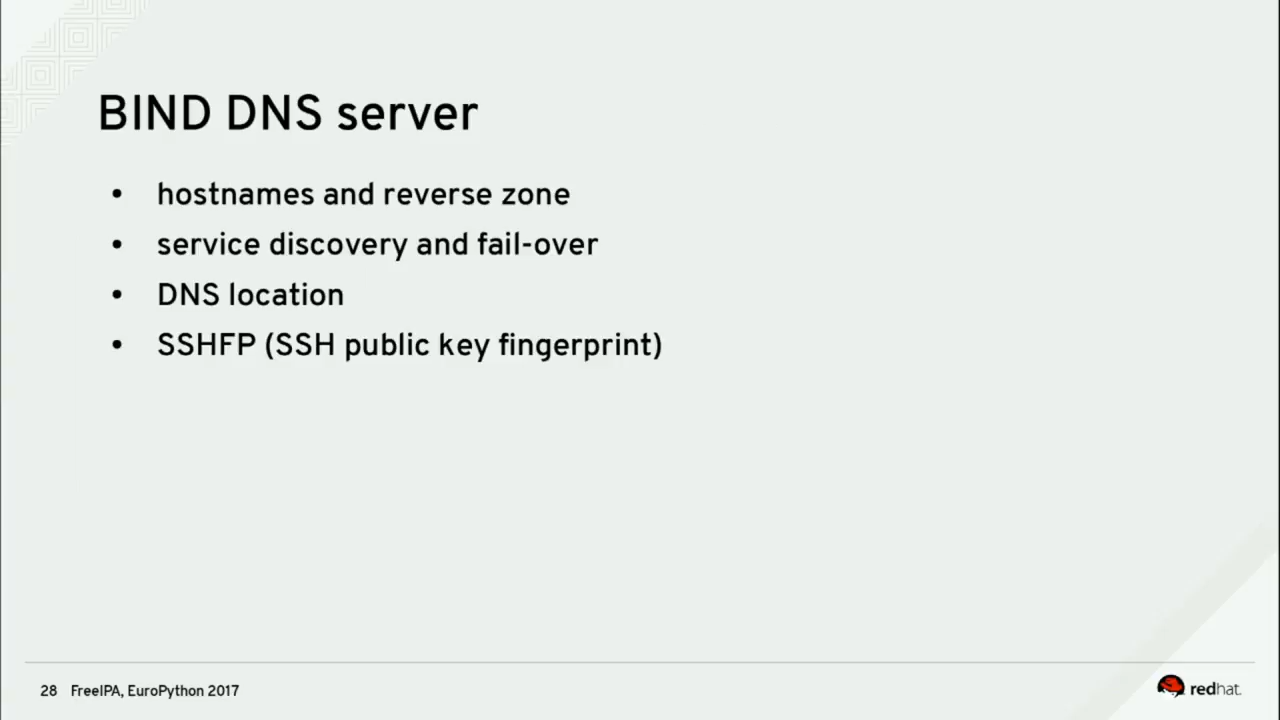 BIND DNS server
• hostnames and reverse zone
• service discovery and fail-over
• DNS location
• SSHFP (SSH public key fingerprint)
28 FreeIPA, EuroPython 2017
redhat.